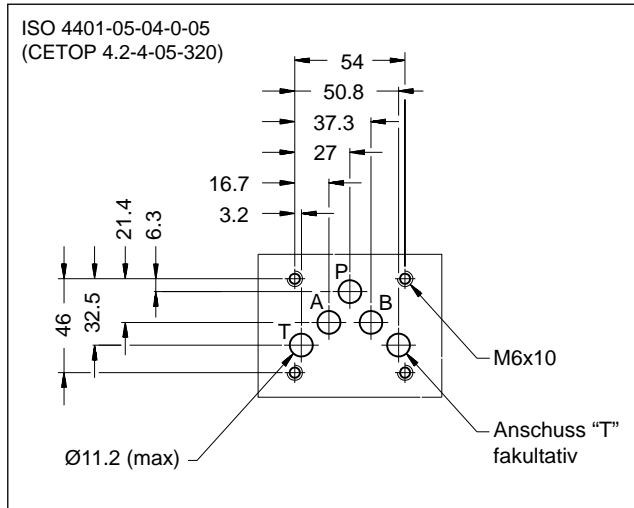 ISO 4401-05-04-0-05
(CETOP 4.2-4-05-320)
54
50.8
37.3
27
16.7
3.2
21.4
6.3
46
32.5
P
A
B
T
M6x10
Ø11.2 (max)
Anschuss “T”
fakultativ